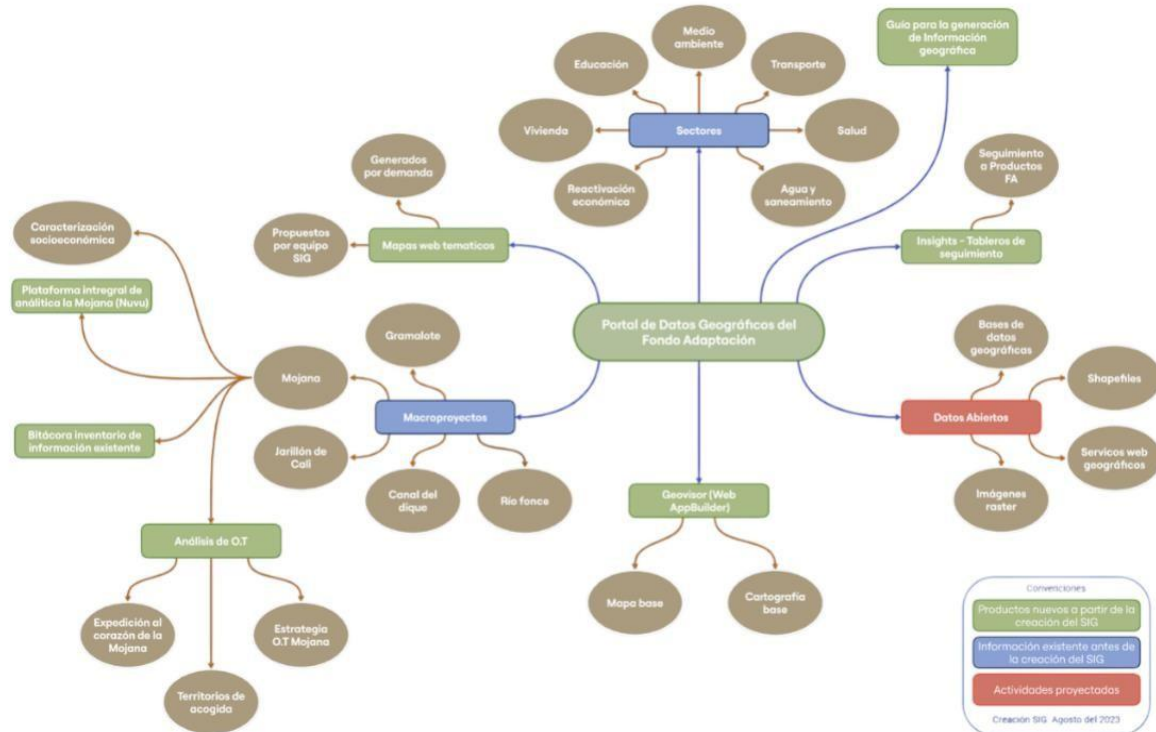 Guía para la generación
de Información
geográfica
Medio
ambiente
Educación
Transporte
Vivienda
Sectores
Salud
Reactivación
económica
Agua y
saneamiento
Generados
por demanda
Seguimiento
a Productos
FA
Caracterización
socioeconómica
Propuestos
por equipo
SIG
Mapas web tematicos
Insights - Tableros de
seguimiento
Plataforma intregral de
análitica la Mojana (Nuvu)
Portal de Datos Geográficos del
Fondo Adaptación
Gramalote
Bases de
datos
geográficas
Mojana
Shapefiles
Macroproyectos
Datos Abiertos
Bitácora inventario de
información existente
Jarillón de
Cali
Servicos web
geográficos
Canal del
dique
Río fonce
Imágenes
raster
Geovisor (Web
AppBuilder)
Análisis de O.T
Mapa base
Cartografía
base
Expedición al
corazón de la
Mojana
Estrategia
O.T Mojana
Territorios de
acogida
Convenciones
Productos nuevos a partir de la
creación del SIG
Información existente antes de
la creación del SIG
Actividades proyectadas
Creación SIG Agosto del 2023